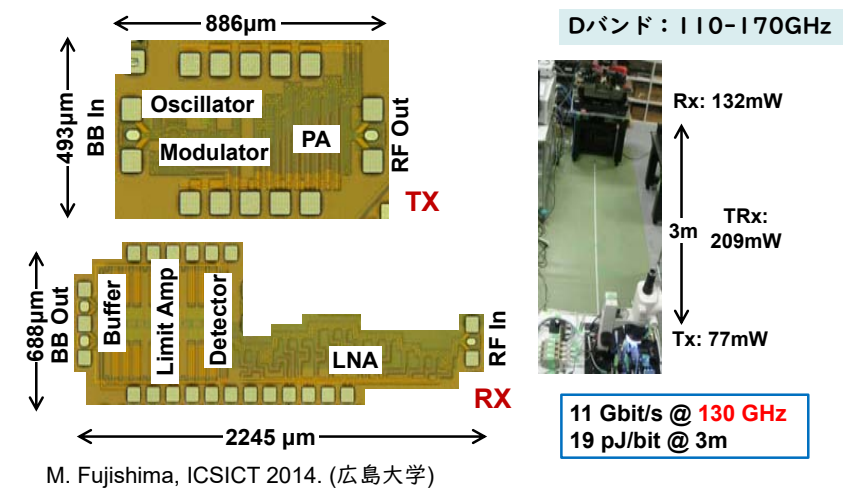 886μm
Dバンド：110-170GHz
493μm
BB In
Oscillator
Modulator
PA
RF Out
TX
Rx: 132mW
3m
TRx:
209mW
Tx: 77mW
688μm
BB Out
Buffer
Limit Amp
Detector
LNA
RF In
RX
2245 μm
11 Gbit/s @ 130 GHz
19 pJ/bit @ 3m
M. Fujishima, ICSICT 2014. (広島大学)